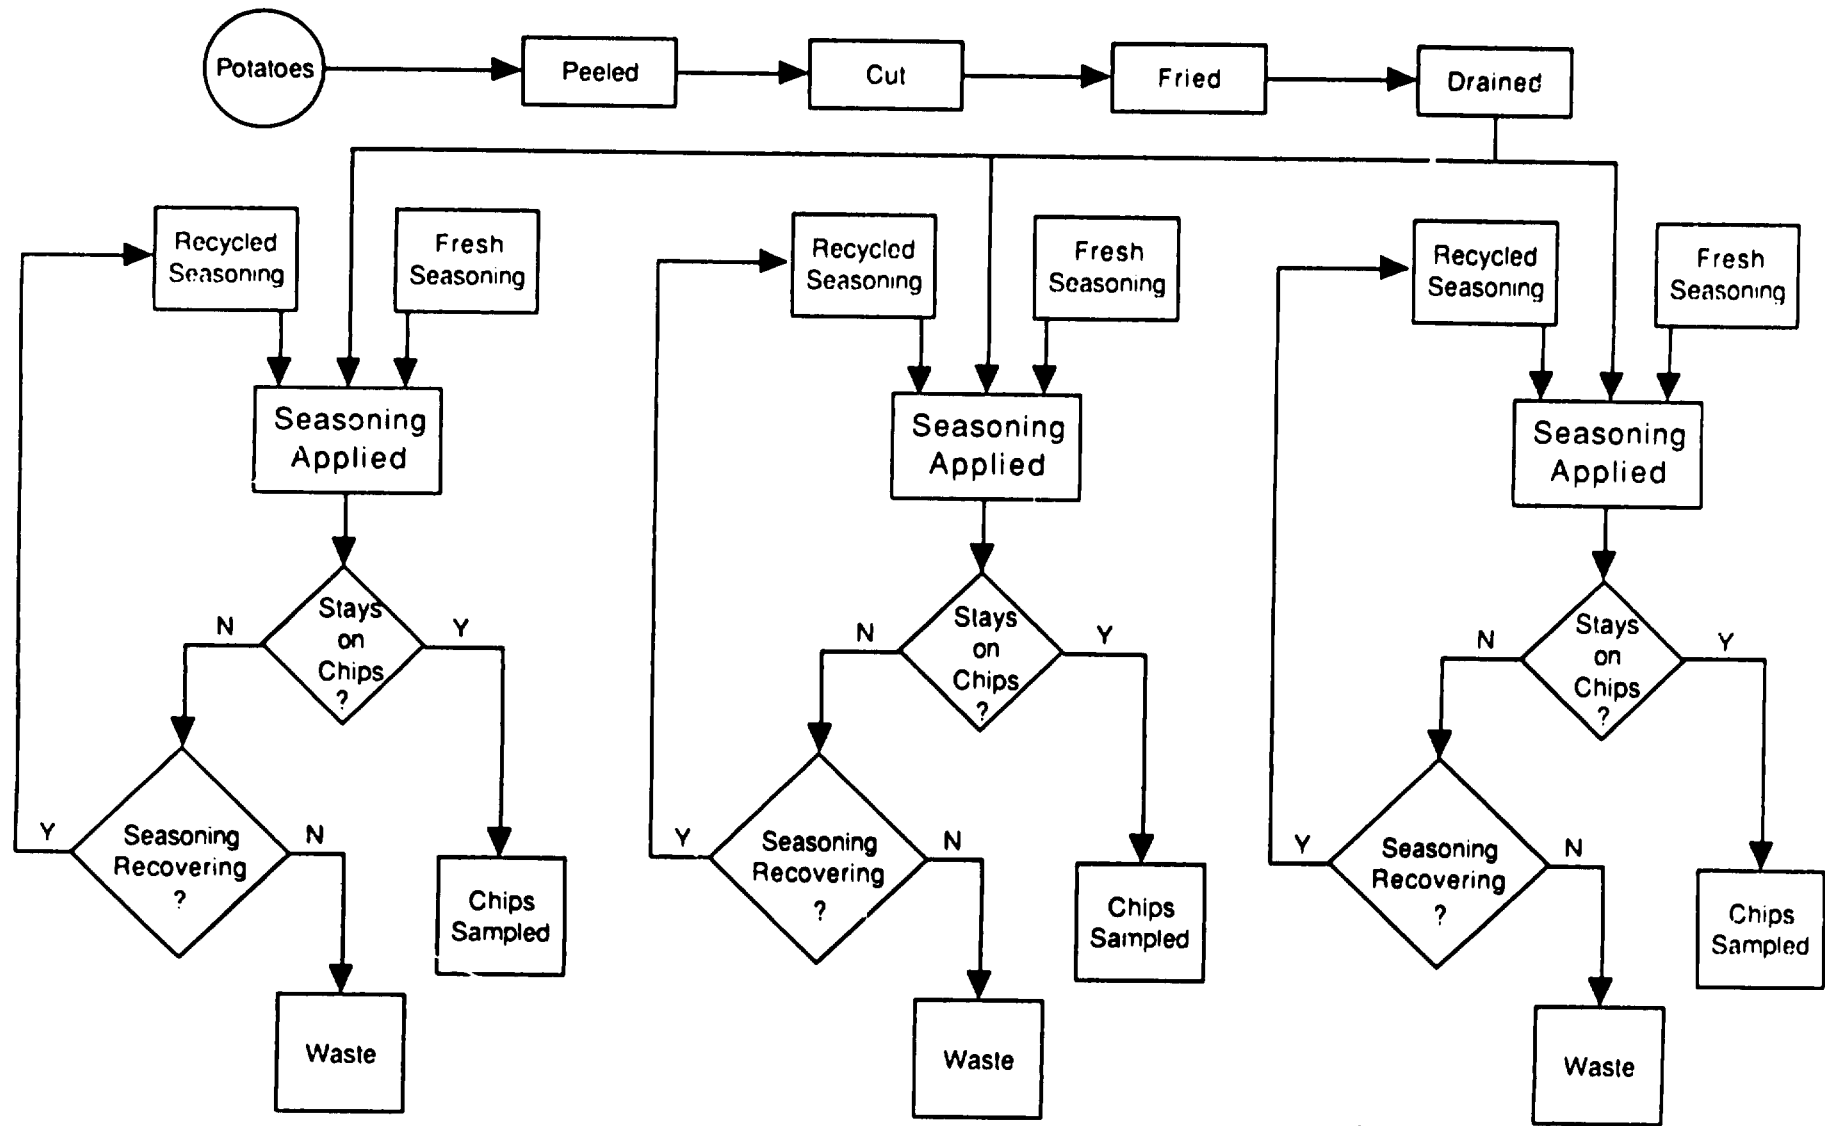 Potatoes
Peeled
Cut
Fried
Drained
Recycled
Seasoning
Fresh
Seasoning
Recycled
Seasoning
Fresh
Seasoning
Recycled
Seasoning
Fresh
Seasoning
Seasoning
Applied
Seasoning
Applied
Seasoning
Applied
Stays
on
Chips
?
N
Y
Stays
on
Chips
?
N
Y
Stays
on
Chips
?
N
Y
Seasoning
Recovering
?
Y
N
Chips
Sampled
Seasoning
Recovering
?
Y
N
Chips
Sampled
Seasoning
Recovering
?
Y
N
Chips
Sampled
Waste
Waste
Waste